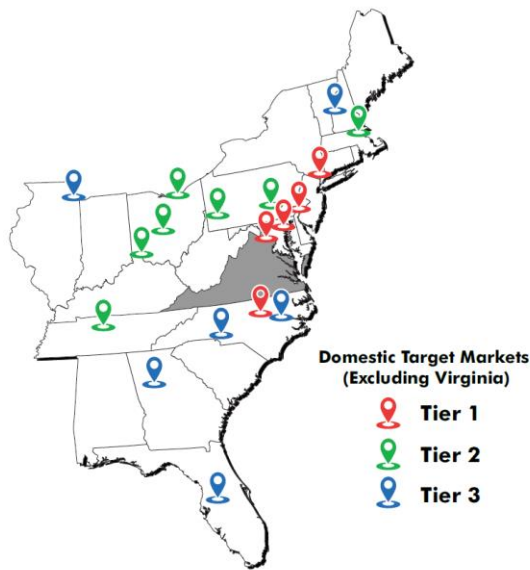 Domestic Target Markets
(Excluding Virginia)
Tier 1
Tier 2
Tier 3